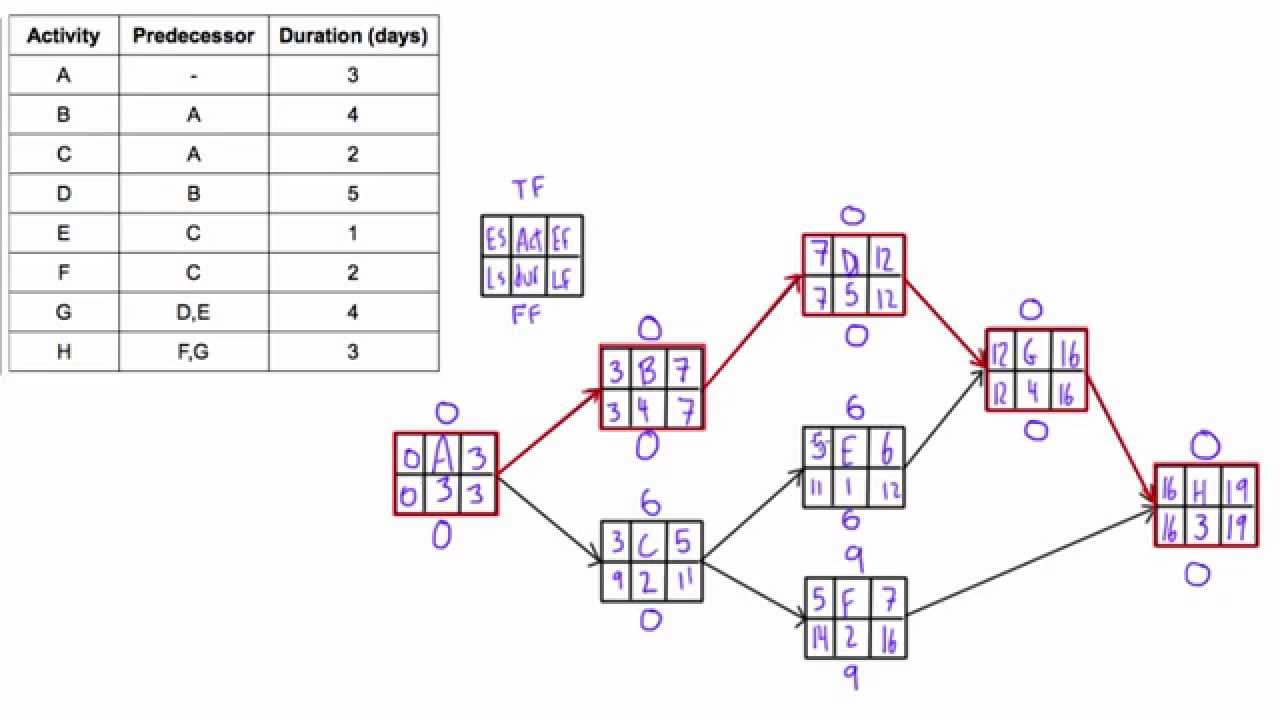 Activity Predecessor Duration (days)
A - 3
B A 4
C A 2
D B 5
E C 1
F C 2
G D,E 4
H F,G 3
TF
Es Act EF
Ls dur LF
FF
0
0 A 3
0 3 3
0
0
3 B 7
3 4 7
0
6
3 C 5
9 2 11
0
0
7 D 12
7 5 12
0
6
5 E 6
11 1 12
6
9
5 F 7
14 2 16
9
0
12 G 16
12 4 16
0
0
16 H 19
16 3 19
0